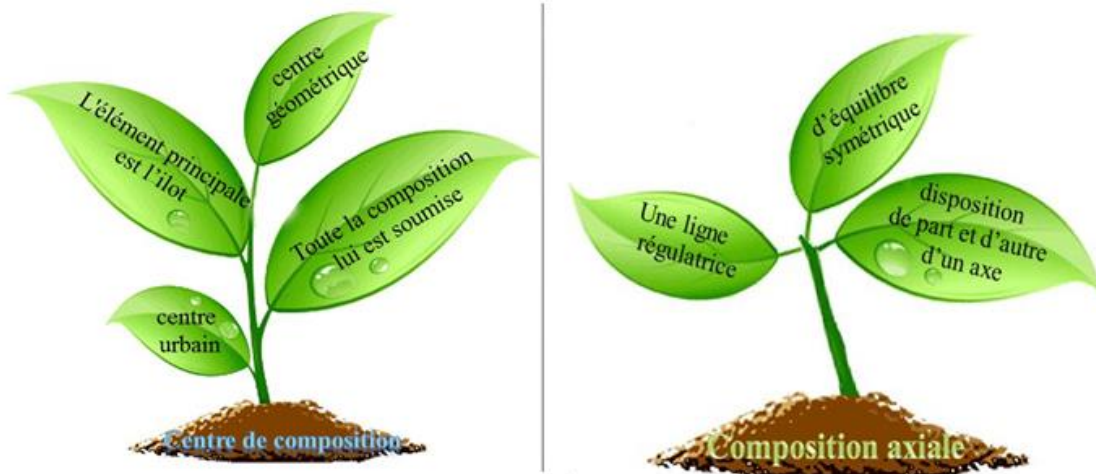 centre
géométrique
L'élément principale
est l'ilot
Toute la composition
lui est soumise
centre
urbain
Centre de composition
d'équilibre
symétrique
Une ligne
régulatrice
disposition
de part et d'autre
d'un axe
Composition axiale